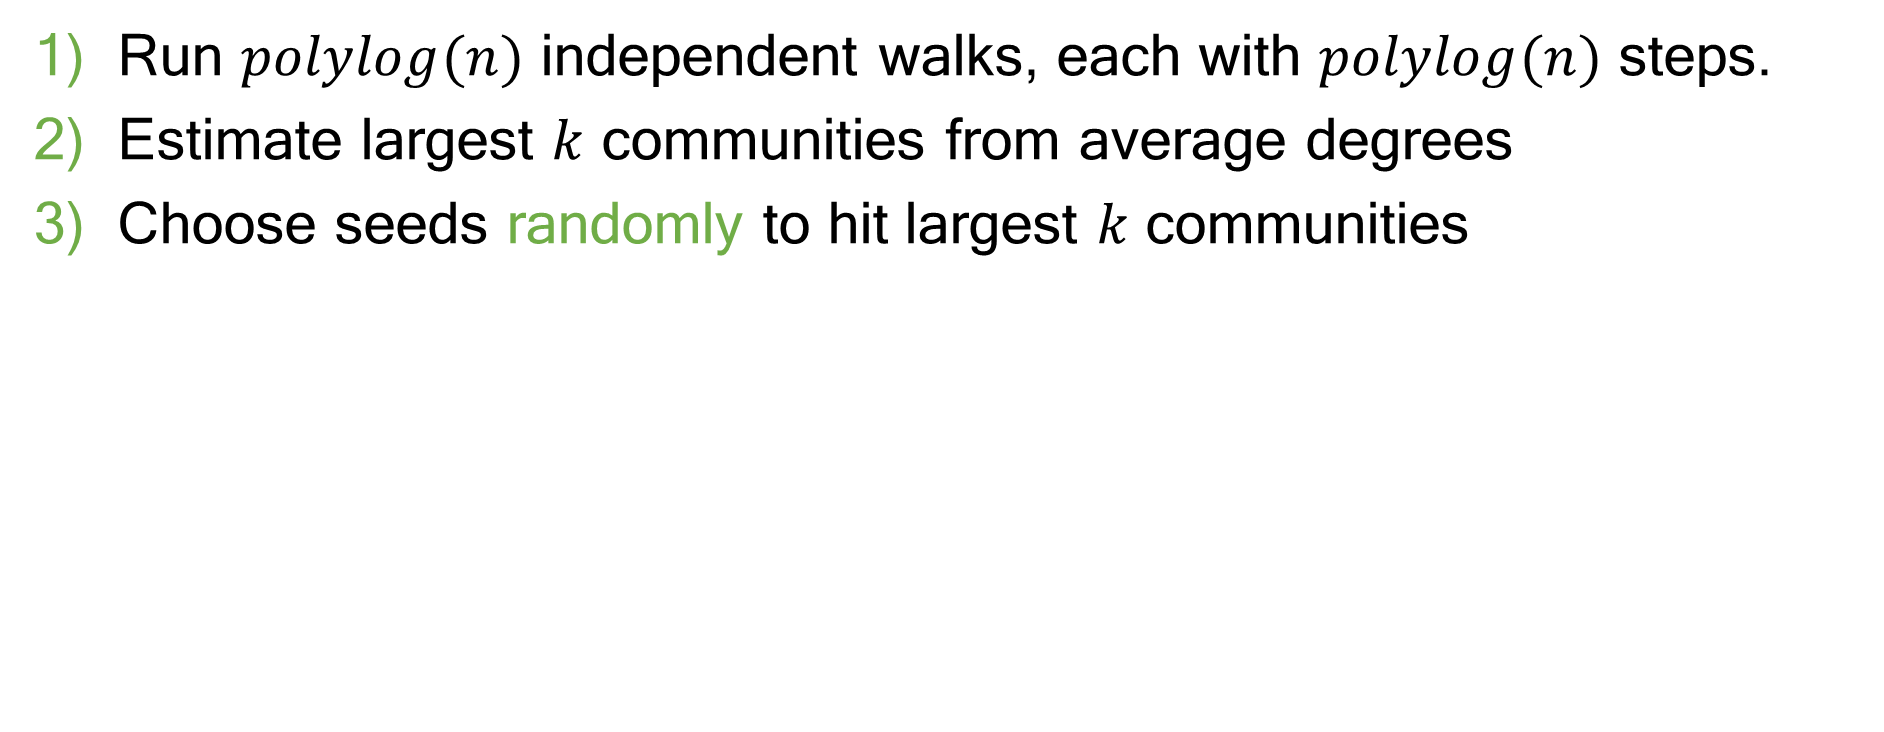 1) Run polylog(n) independent walks, each with polylog(n) steps.
2) Estimate largest k communities from average degrees
3) Choose seeds randomly to hit largest k communities